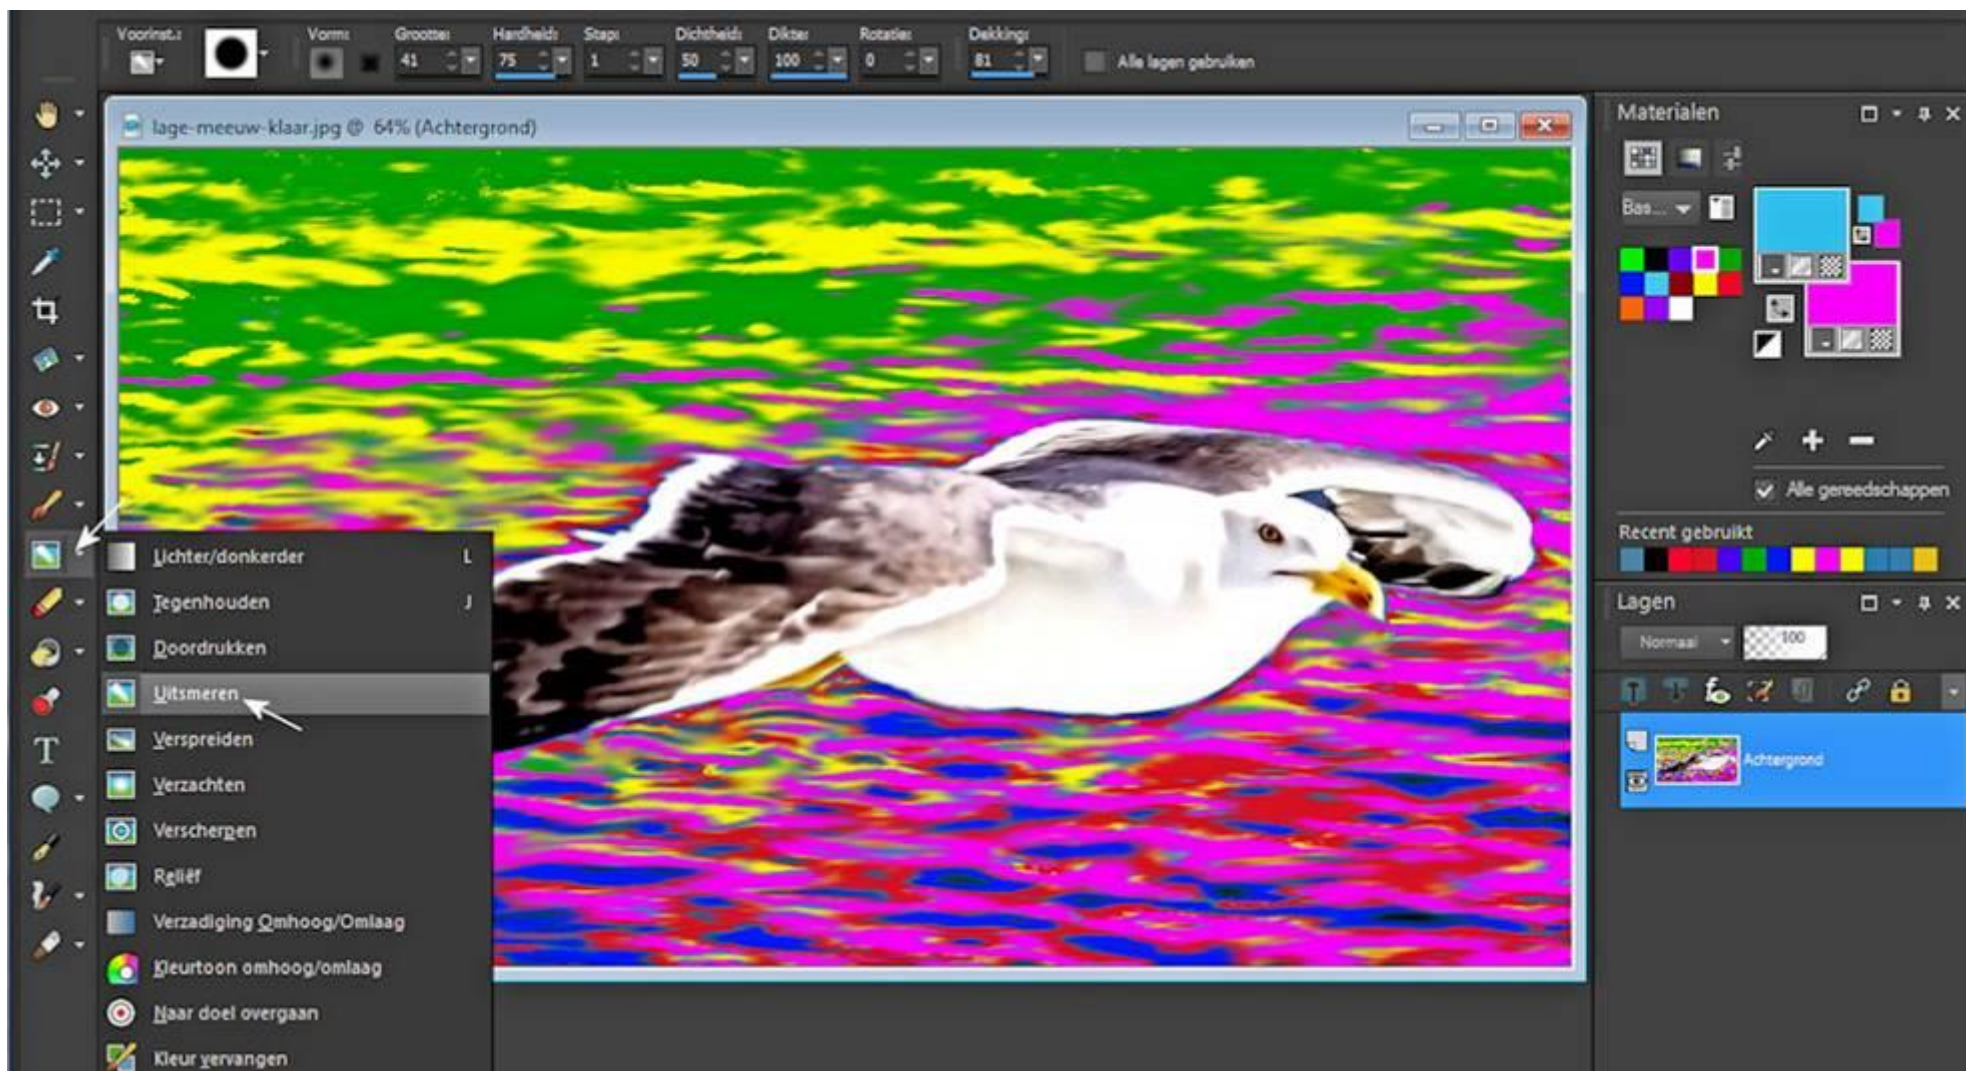 Voorinst.: Vorm: Grootte: Hardheid: Stap: Dichtheid: Dikte: Rotatie: Dekking:
41 75 1 50 100 0 81 Alle lagen gebruiken
lage-meeuw-klaar.jpg @ 64% (Achtergrond)
Lichter/donkerder L
Tegenhouden J
Doordrukken
Uitsmeren
Verspreiden
Verzachten
Verscherpen
Reliëf
Verzadiging Omhoog/Omlaag
Kleurtoon omhoog/omlaag
Naar doel overgaan
Kleur vervangen
Materialen
Bas...
Alle gereedschappen
Recent gebruikt
Lagen
Normaal 100
Achtergrond